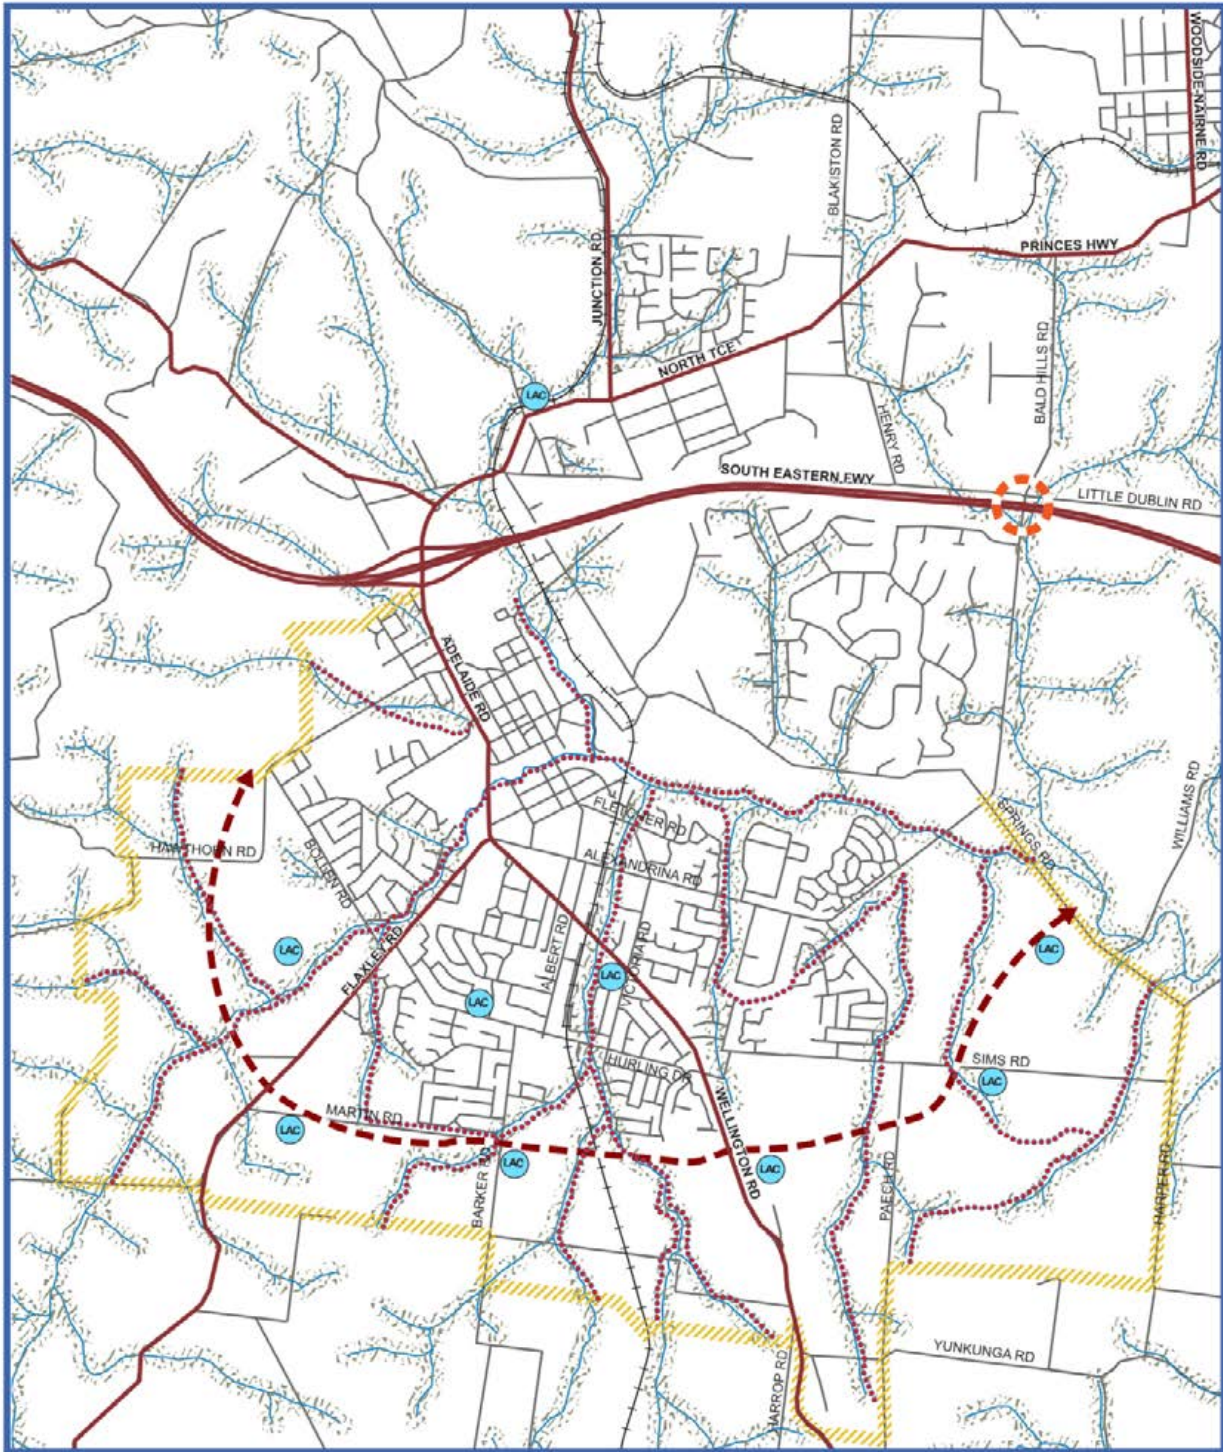 WOODSIDE-NAIRNE RD
BLAKISTON RD
PRINCES HWY
JUNCTION RD
NORTH TCE
BALD HILLS RD
LAC
HENRY RD
SOUTH EASTERN FWY
LITTLE DUBLIN RD
ADELAIDE RD
WILLIAMS RD
SPRINGS RD
FLETCHER RD
HAWTHORN RD
BOLLEN RD
ALEXANDRINA RD
ALBERT RD
VICTORIA RD
FLAXLEY RD
LAC
LAC
LAC
LAC
HURLING DR
SIMS RD
LAC
MARTIN RD
LAC
WELLINGTON RD
BARKER RD
LAC
LAC
PAECH RD
HARPER RD
YUNKUNGA RD
HARROP RD